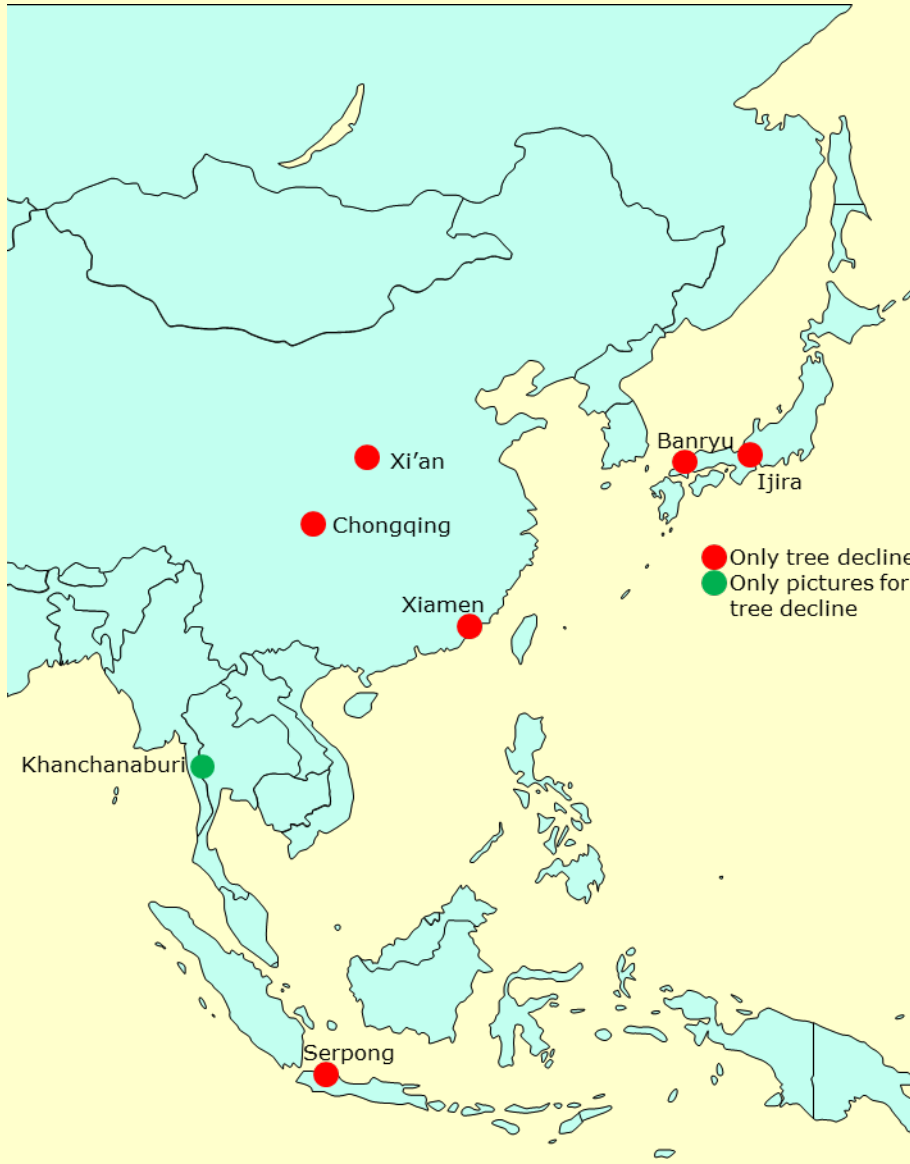 Banryu
Xi’an
Ijira
Chongqing
Only tree decline
Only pictures for
tree decline
Xiamen
Khanchanaburi
Serpong